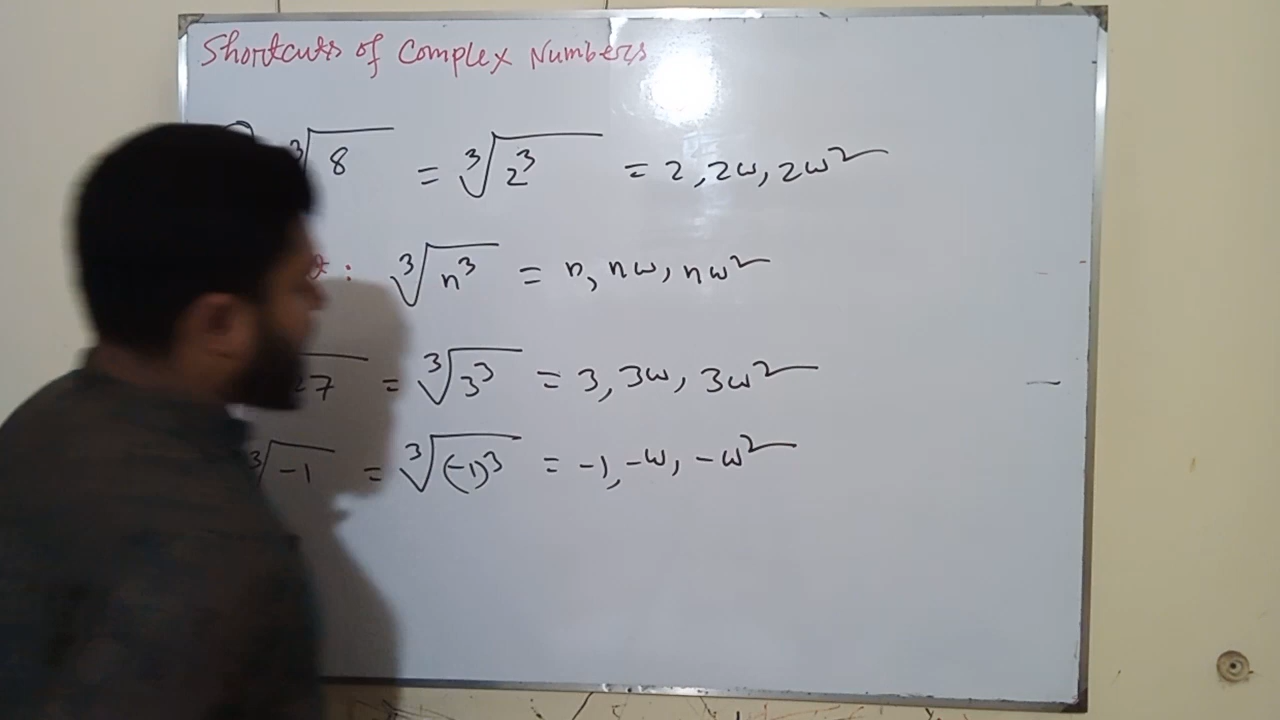 Shortcuts of Complex Numbers
∛8 = ∛2³ = 2, 2ω, 2ω²
: ∛n³ = n, nω, nω²
27 = ∛3³ = 3, 3ω, 3ω²
∛-1 = ∛(-1)³ = -1, -ω, -ω²